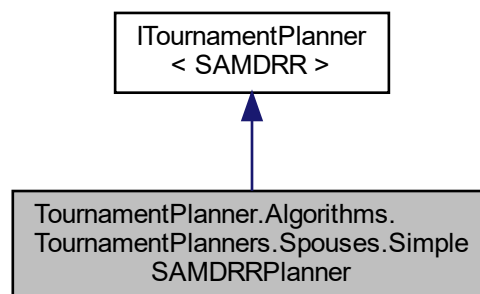 ITournamentPlanner
< SAMDRR >
TournamentPlanner.Algorithms.
TournamentPlanners.Spouses.Simple
SAMDRRPlanner